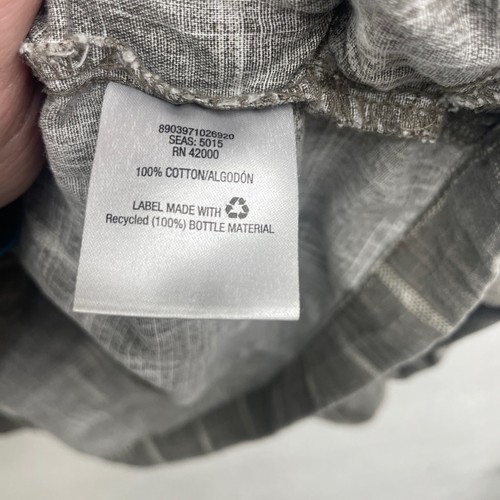 8903971026920
SEAS: 5015
RN 42000
100% COTTON/ALGODÓN
LABEL MADE WITH
Recycled (100%) BOTTLE MATERIAL